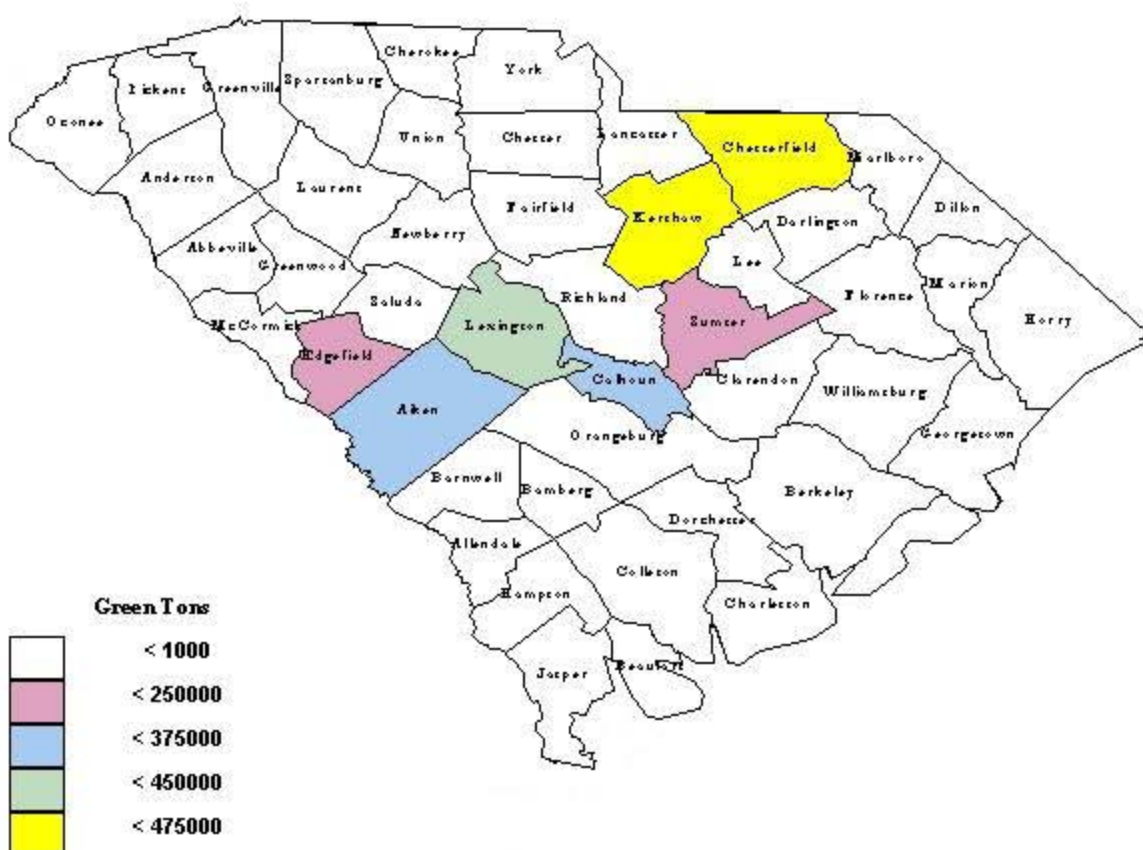 Cherokee
York
Spartanburg
Greenville
Pickens
Oconee
Union
Chester
Lancaster
Chesterfield
Marlboro
Anderson
Laurens
Fairfield
Kershaw
Darlington
Dillon
Abbeville
Newberry
Greenwood
Lee
Marion
Saluda
Richland
Florence
Horry
McCormick
Lexington
Sumter
Edgefield
Calhoun
Clarendon
Williamsburg
Aiken
Orangeburg
Georgetown
Barnwell
Bamberg
Berkeley
Dorchester
Allendale
Colleton
Hampton
Charleston
Jasper
Beaufort
Green Tons
< 1000
< 250000
< 375000
< 450000
< 475000